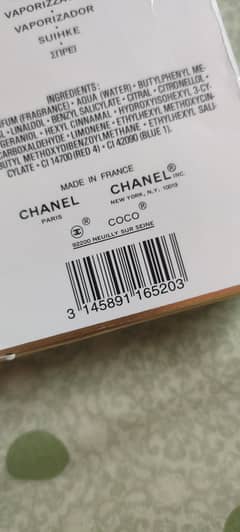 VAPORIZZA
• VAPORIZADOR
• SUIHKE •
ΣΠΡΕΪ
INGREDIENTS:
FUM (FRAGRANCE) • AQUA (WATER) • BUTYLPHENYL ME-
L • LINALOOL • BENZYL SALICYLATE • CITRAL • CITRONELLOL •
GERANIOL • HEXYL CINNAMAL • HYDROXYISOHEXYL 3-CY-
CARBOXALDEHYDE • LIMONENE • ETHYLHEXYL METHOXYCIN-
BUTYL METHOXYDIBENZOYLMETHANE • ETHYLHEXYL SALI-
CYLATE • CI 14700 (RED 4) • CI 42090 (BLUE 1).
MADE IN FRANCE
CHANEL CHANEL INC.
PARIS NEW YORK, N.Y. 10019
® COCO ®
92200 NEUILLY SUR SEINE
3 145891 165203